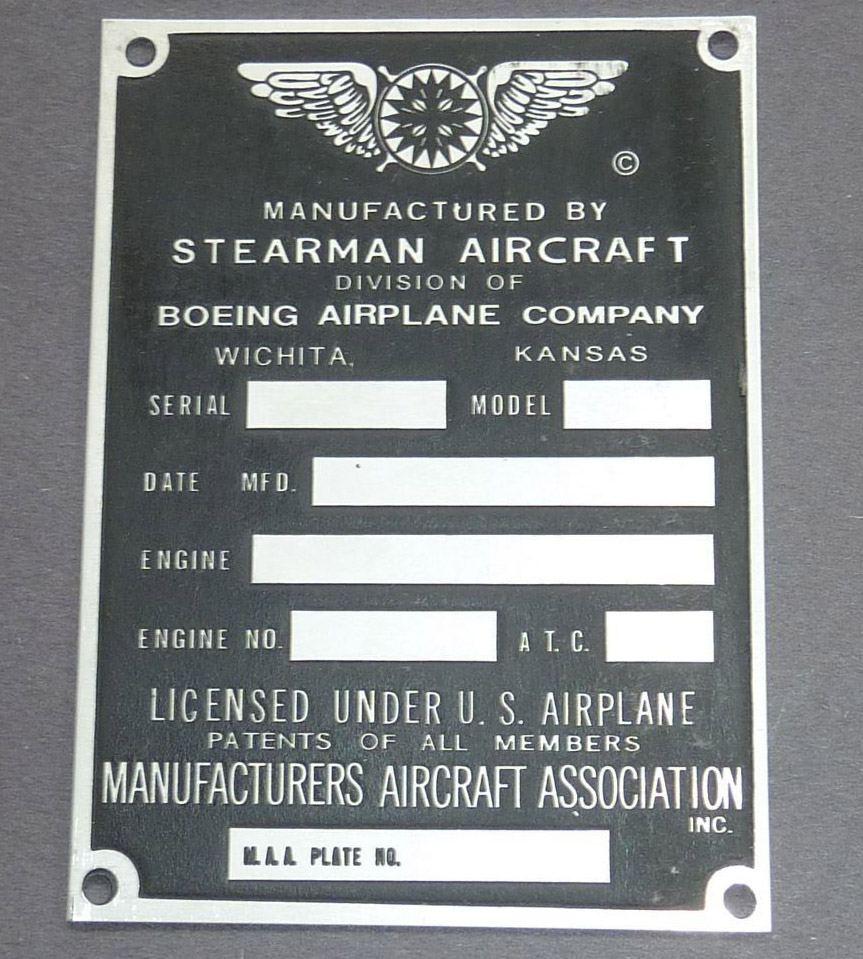 ©
MANUFACTURED BY
STEARMAN AIRCRAFT
DIVISION OF
BOEING AIRPLANE COMPANY
WICHITA, KANSAS
SERIAL MODEL
DATE MFD.
ENGINE
ENGINE NO. A T. C.
LICENSED UNDER U. S. AIRPLANE
PATENTS OF ALL MEMBERS
MANUFACTURERS AIRCRAFT ASSOCIATION
INC.
M.A.A. PLATE NO.